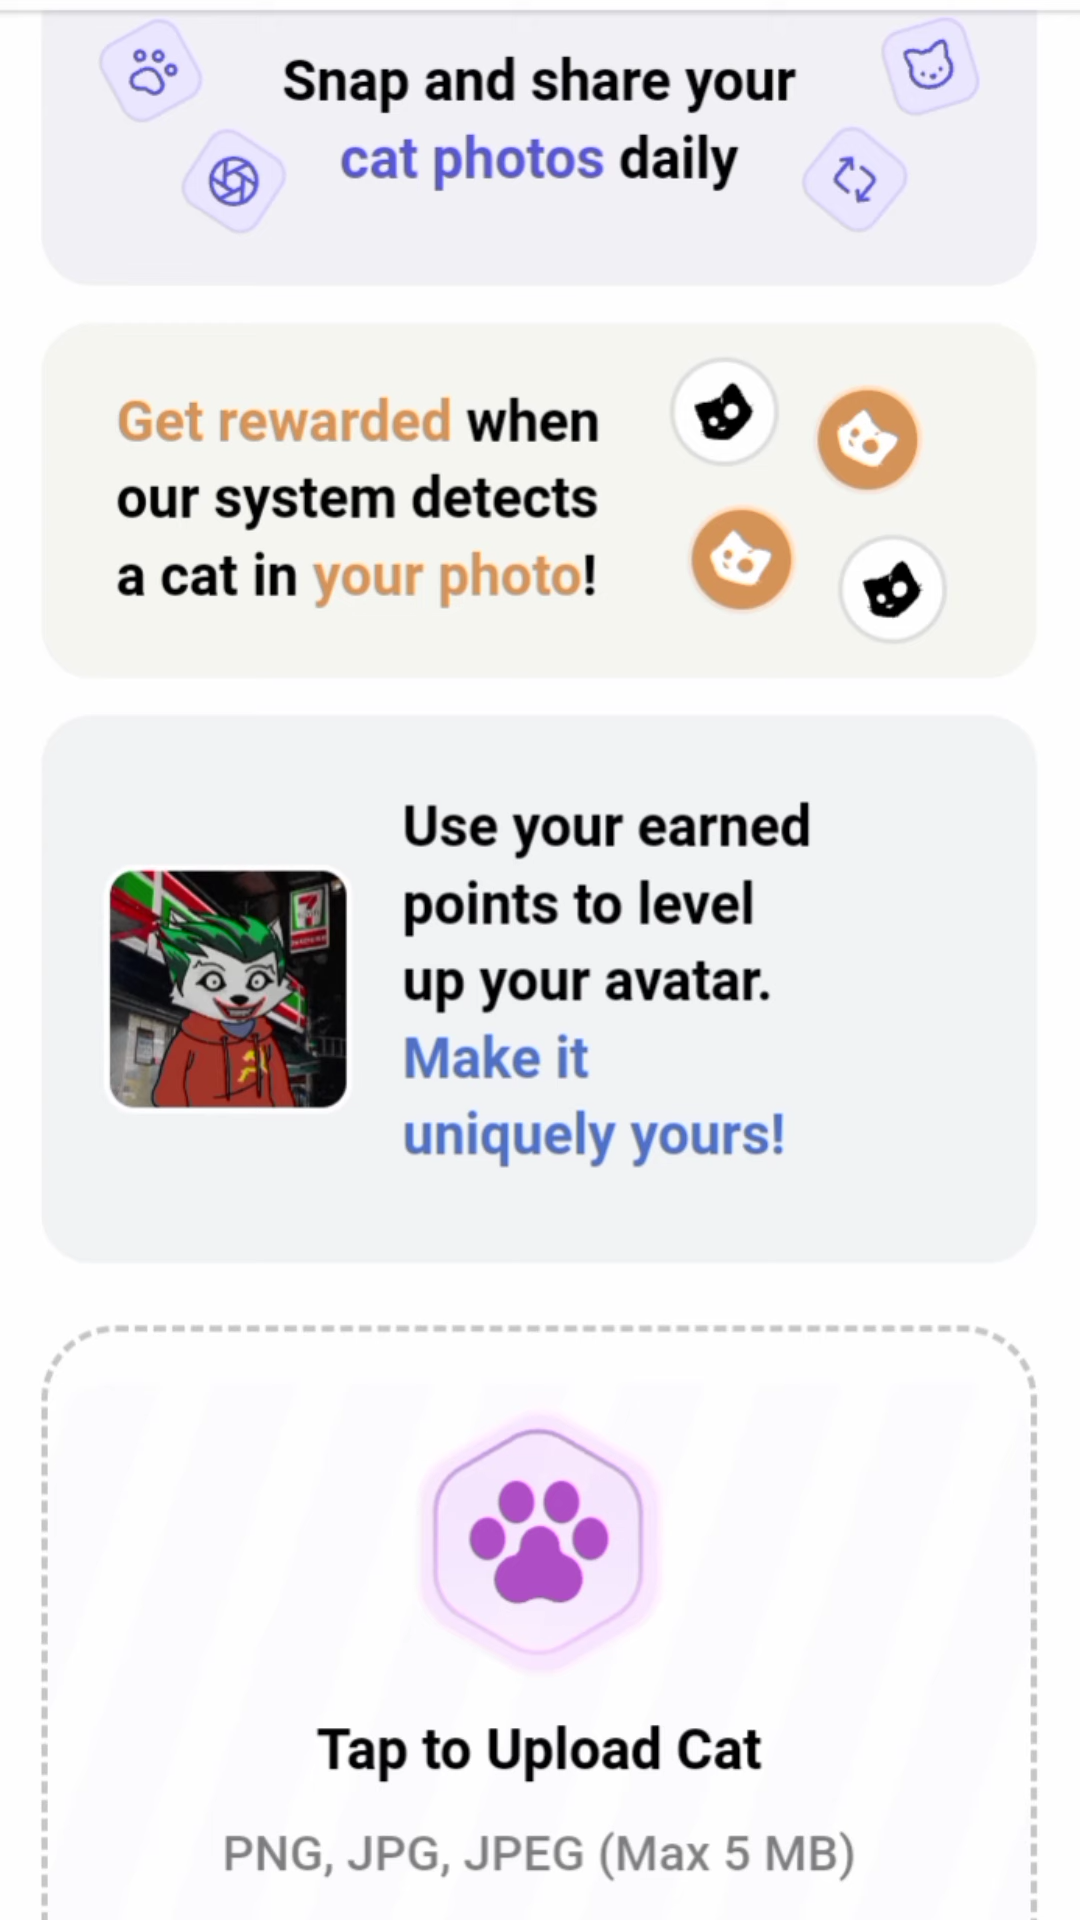 Snap and share your
cat photos daily
Get rewarded when
our system detects
a cat in your photo!
Use your earned
points to level
up your avatar.
Make it
uniquely yours!
7
Tap to Upload Cat
PNG, JPG, JPEG (Max 5 MB)